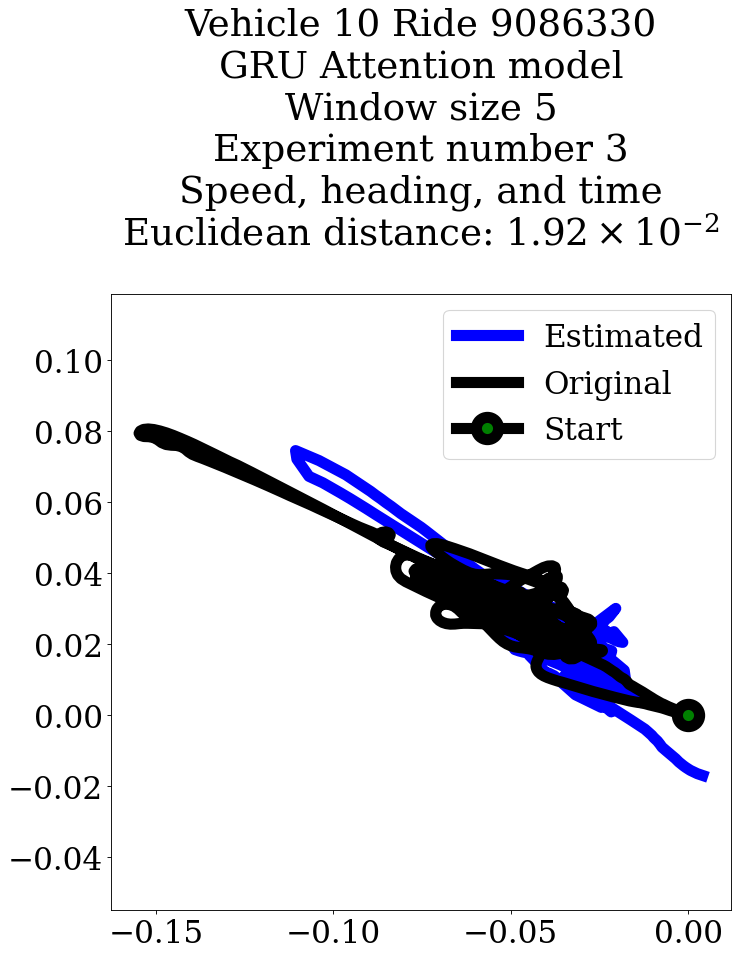 Vehicle 10 Ride 9086330
GRU Attention model
Window size 5
Experiment number 3
Speed, heading, and time
Euclidean distance: 1.92 × 10⁻²
Estimated
Original
Start
0.10
0.08
0.06
0.04
0.02
0.00
−0.02
−0.04
−0.15 −0.10 −0.05 0.00